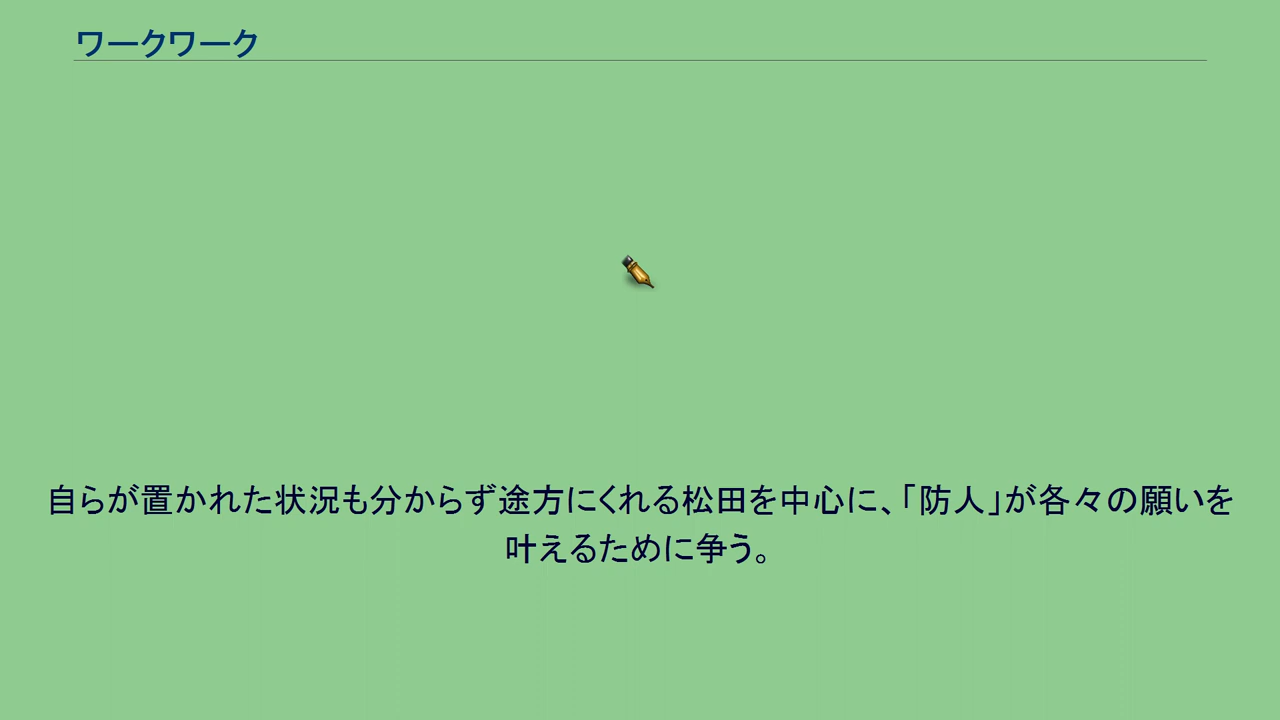 ワークワーク
自らが置かれた状況も分からず途方にくれる松田を中心に、「防人」が各々の願いを
叶えるために争う。